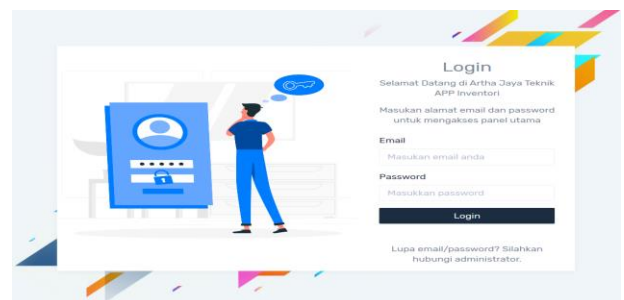 Login
Selamat Datang di Artha Jaya Teknik
APP Inventori
Masukan alamat email dan password
untuk mengakses panel utama
Email
Masukan email anda
Password
Masukkan password
Login
Lupa email/password? Silahkan
hubungi administrator.